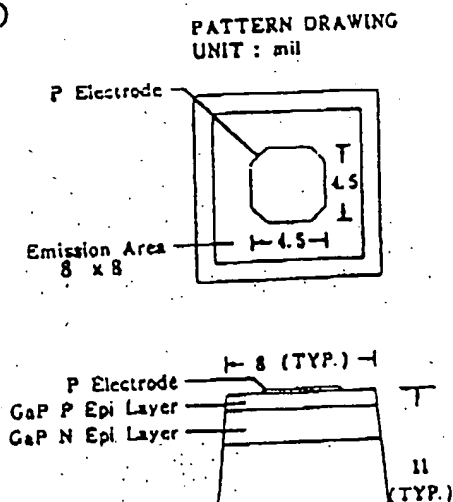 PATTERN DRAWING
UNIT : mil
P Electrode
4.5
4.5
Emission Area
8 x 8
8 (TYP.)
P Electrode
GaP P Epi Layer
GaP N Epi Layer
11
(TYP.)